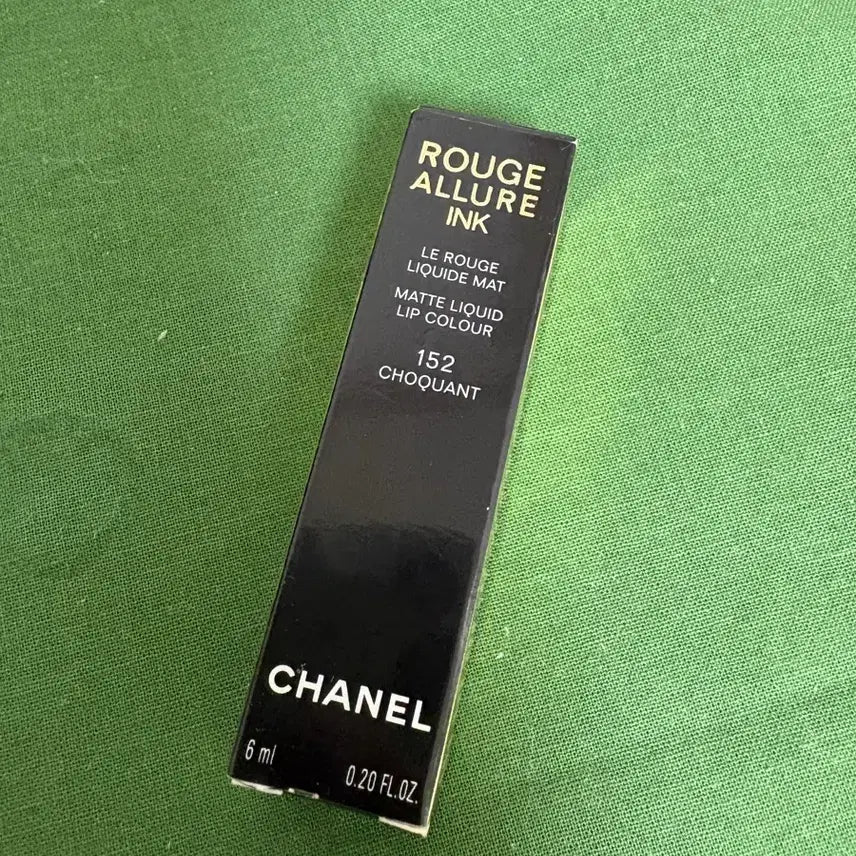 ROUGE
ALLURE
INK
LE ROUGE
LIQUIDE MAT
MATTE LIQUID
LIP COLOUR
152
CHOQUANT
CHANEL
6 ml 0.20 FL.OZ.